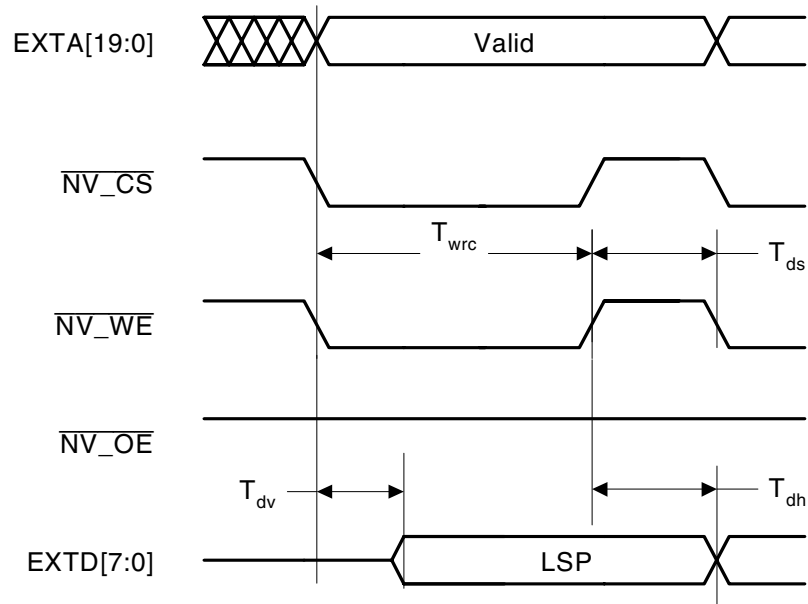 EXTA[19:0]
Valid
NV_CS
Twrc
Tds
NV_WE
NV_OE
Tdv
Tdh
EXTD[7:0]
LSP